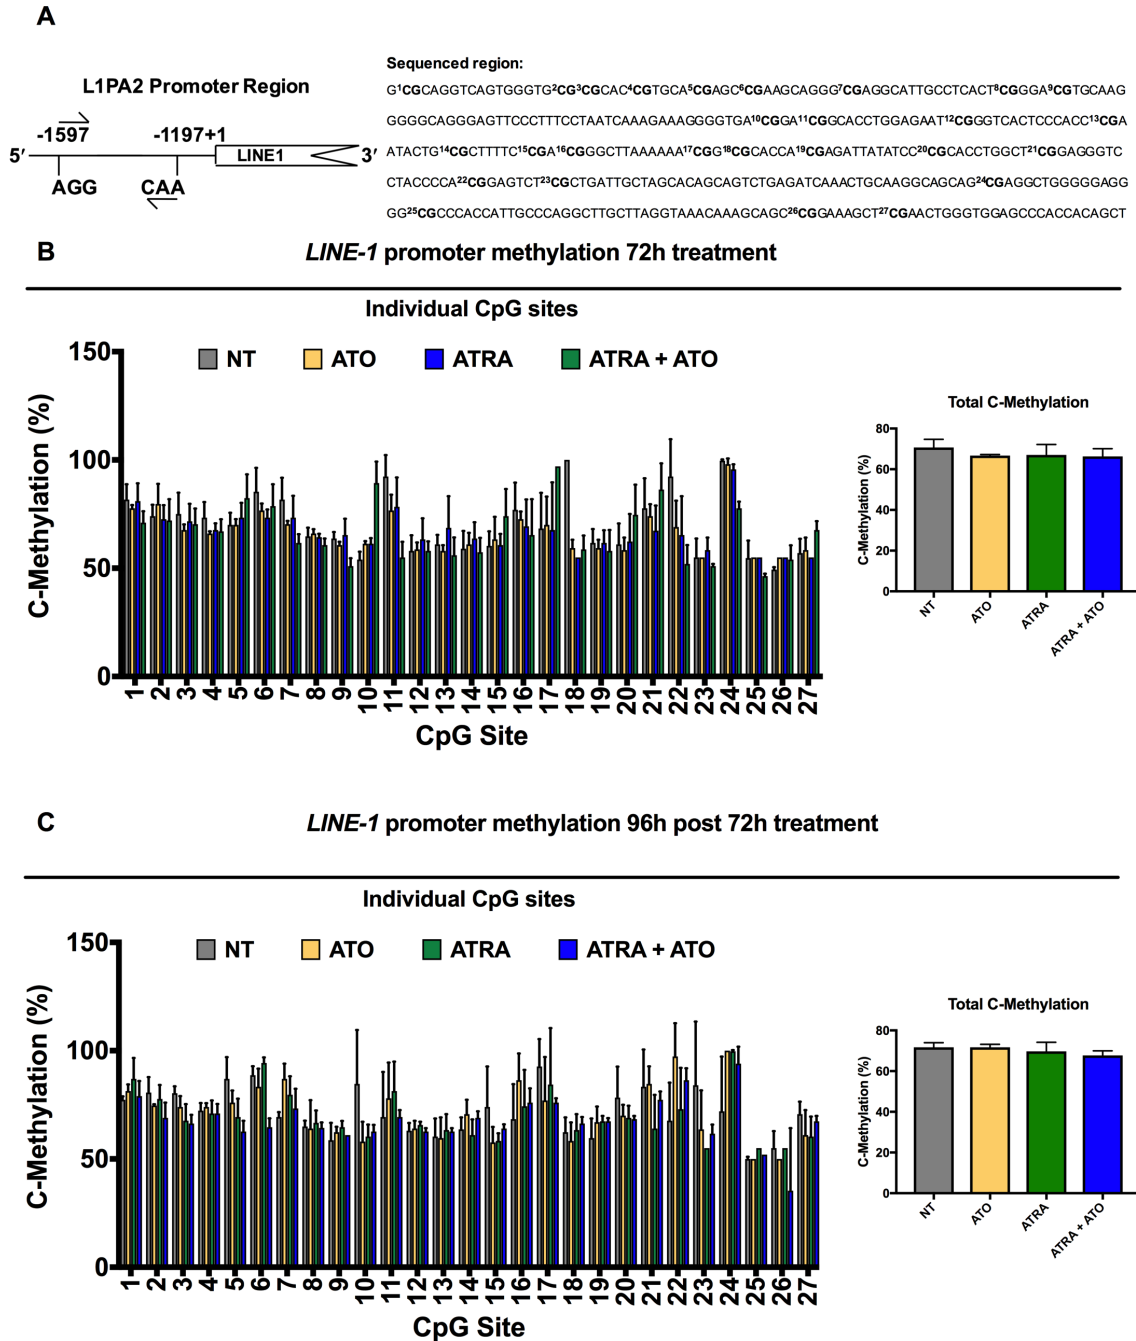 A
L1PA2 Promoter Region
-1597
-1197+1
5′
LINE1
3′
AGG
CAA
Sequenced region:
G¹CGCAGGTCAGTGGGTG²CG³CGCAC⁴CGTGCA⁵CGAGC⁶CGAAGCAGGG⁷CGAGGCATTGCCTCACT⁸CGGGA⁹CGTGCAAG
GGGGCAGGGAGTTCCCTTTCCTAATCAAAGAAAGGGGTGA¹⁰CGGA¹¹CGGCACCTGGAGAAT¹²CGGGTCACTCCCACC¹³CGA
ATACTG¹⁴CGCTTTTC¹⁵CGA¹⁶CGGGCTTAAAAAA¹⁷CGG¹⁸CGCACCA¹⁹CGAGATTATATCC²⁰CGCACCTGGCT²¹CGGAGGGTC
CTACCCCA²²CGGAGTCT²³CGCTGATTGCTAGCACAGCAGTCTGAGATCAAACTGCAAGGCAGCAG²⁴CGAGGCTGGGGGAGG
GG²⁵CGCCCACCATTGCCCAGGCTTGCTTAGGTAAACAAAGCAGC²⁶CGGAAAGCT²⁷CGAACTGGGTGGAGCCCACCACAGCT
B
LINE-1 promoter methylation 72h treatment
Individual CpG sites
NT ATO ATRA ATRA + ATO
C-Methylation (%)
150
100
50
0
1 2 3 4 5 6 7 8 9 10 11 12 13 14 15 16 17 18 19 20 21 22 23 24 25 26 27
CpG Site
Total C-Methylation
C-Methylation (%)
80
60
40
20
0
NT ATO ATRA ATRA + ATO
C
LINE-1 promoter methylation 96h post 72h treatment
Individual CpG sites
NT ATO ATRA ATRA + ATO
C-Methylation (%)
150
100
50
0
1 2 3 4 5 6 7 8 9 10 11 12 13 14 15 16 17 18 19 20 21 22 23 24 25 26 27
CpG Site
Total C-Methylation
C-Methylation (%)
80
60
40
20
0
NT ATO ATRA ATRA + ATO